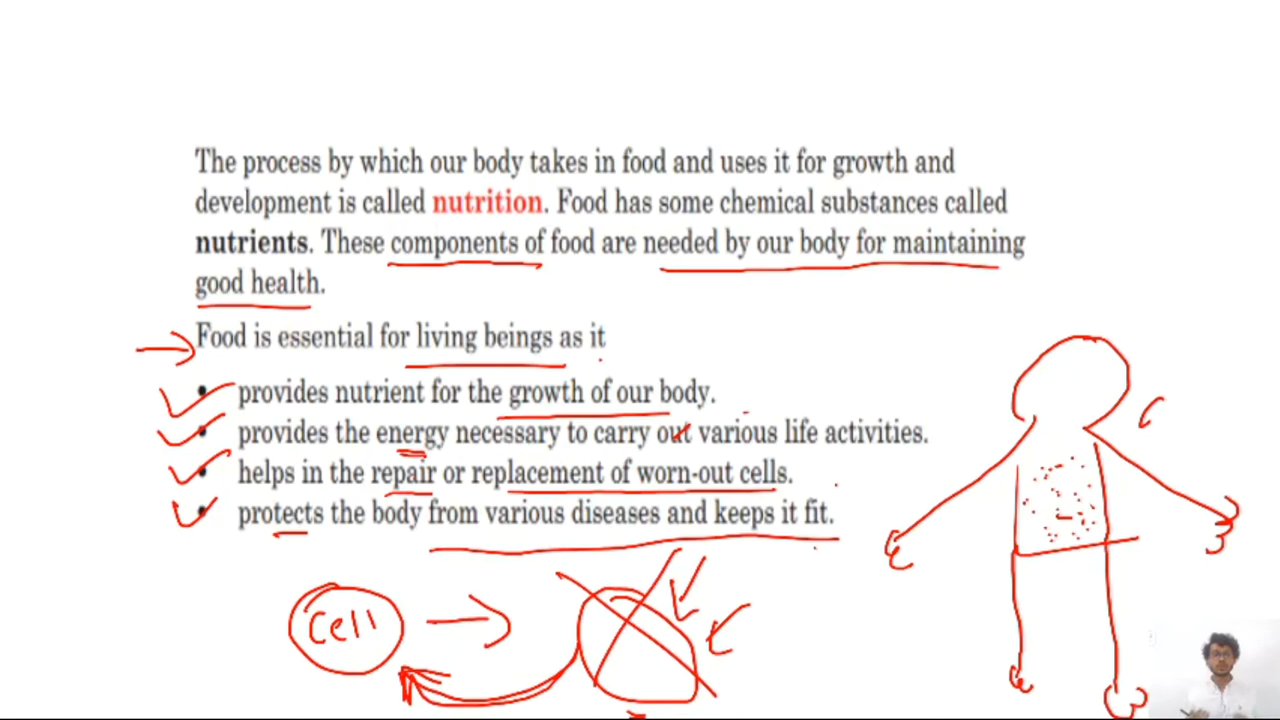 The process by which our body takes in food and uses it for growth and
development is called nutrition. Food has some chemical substances called
nutrients. These components of food are needed by our body for maintaining
good health.
Food is essential for living beings as it
• provides nutrient for the growth of our body.
• provides the energy necessary to carry out various life activities.
• helps in the repair or replacement of worn-out cells.
• protects the body from various diseases and keeps it fit.
Cell